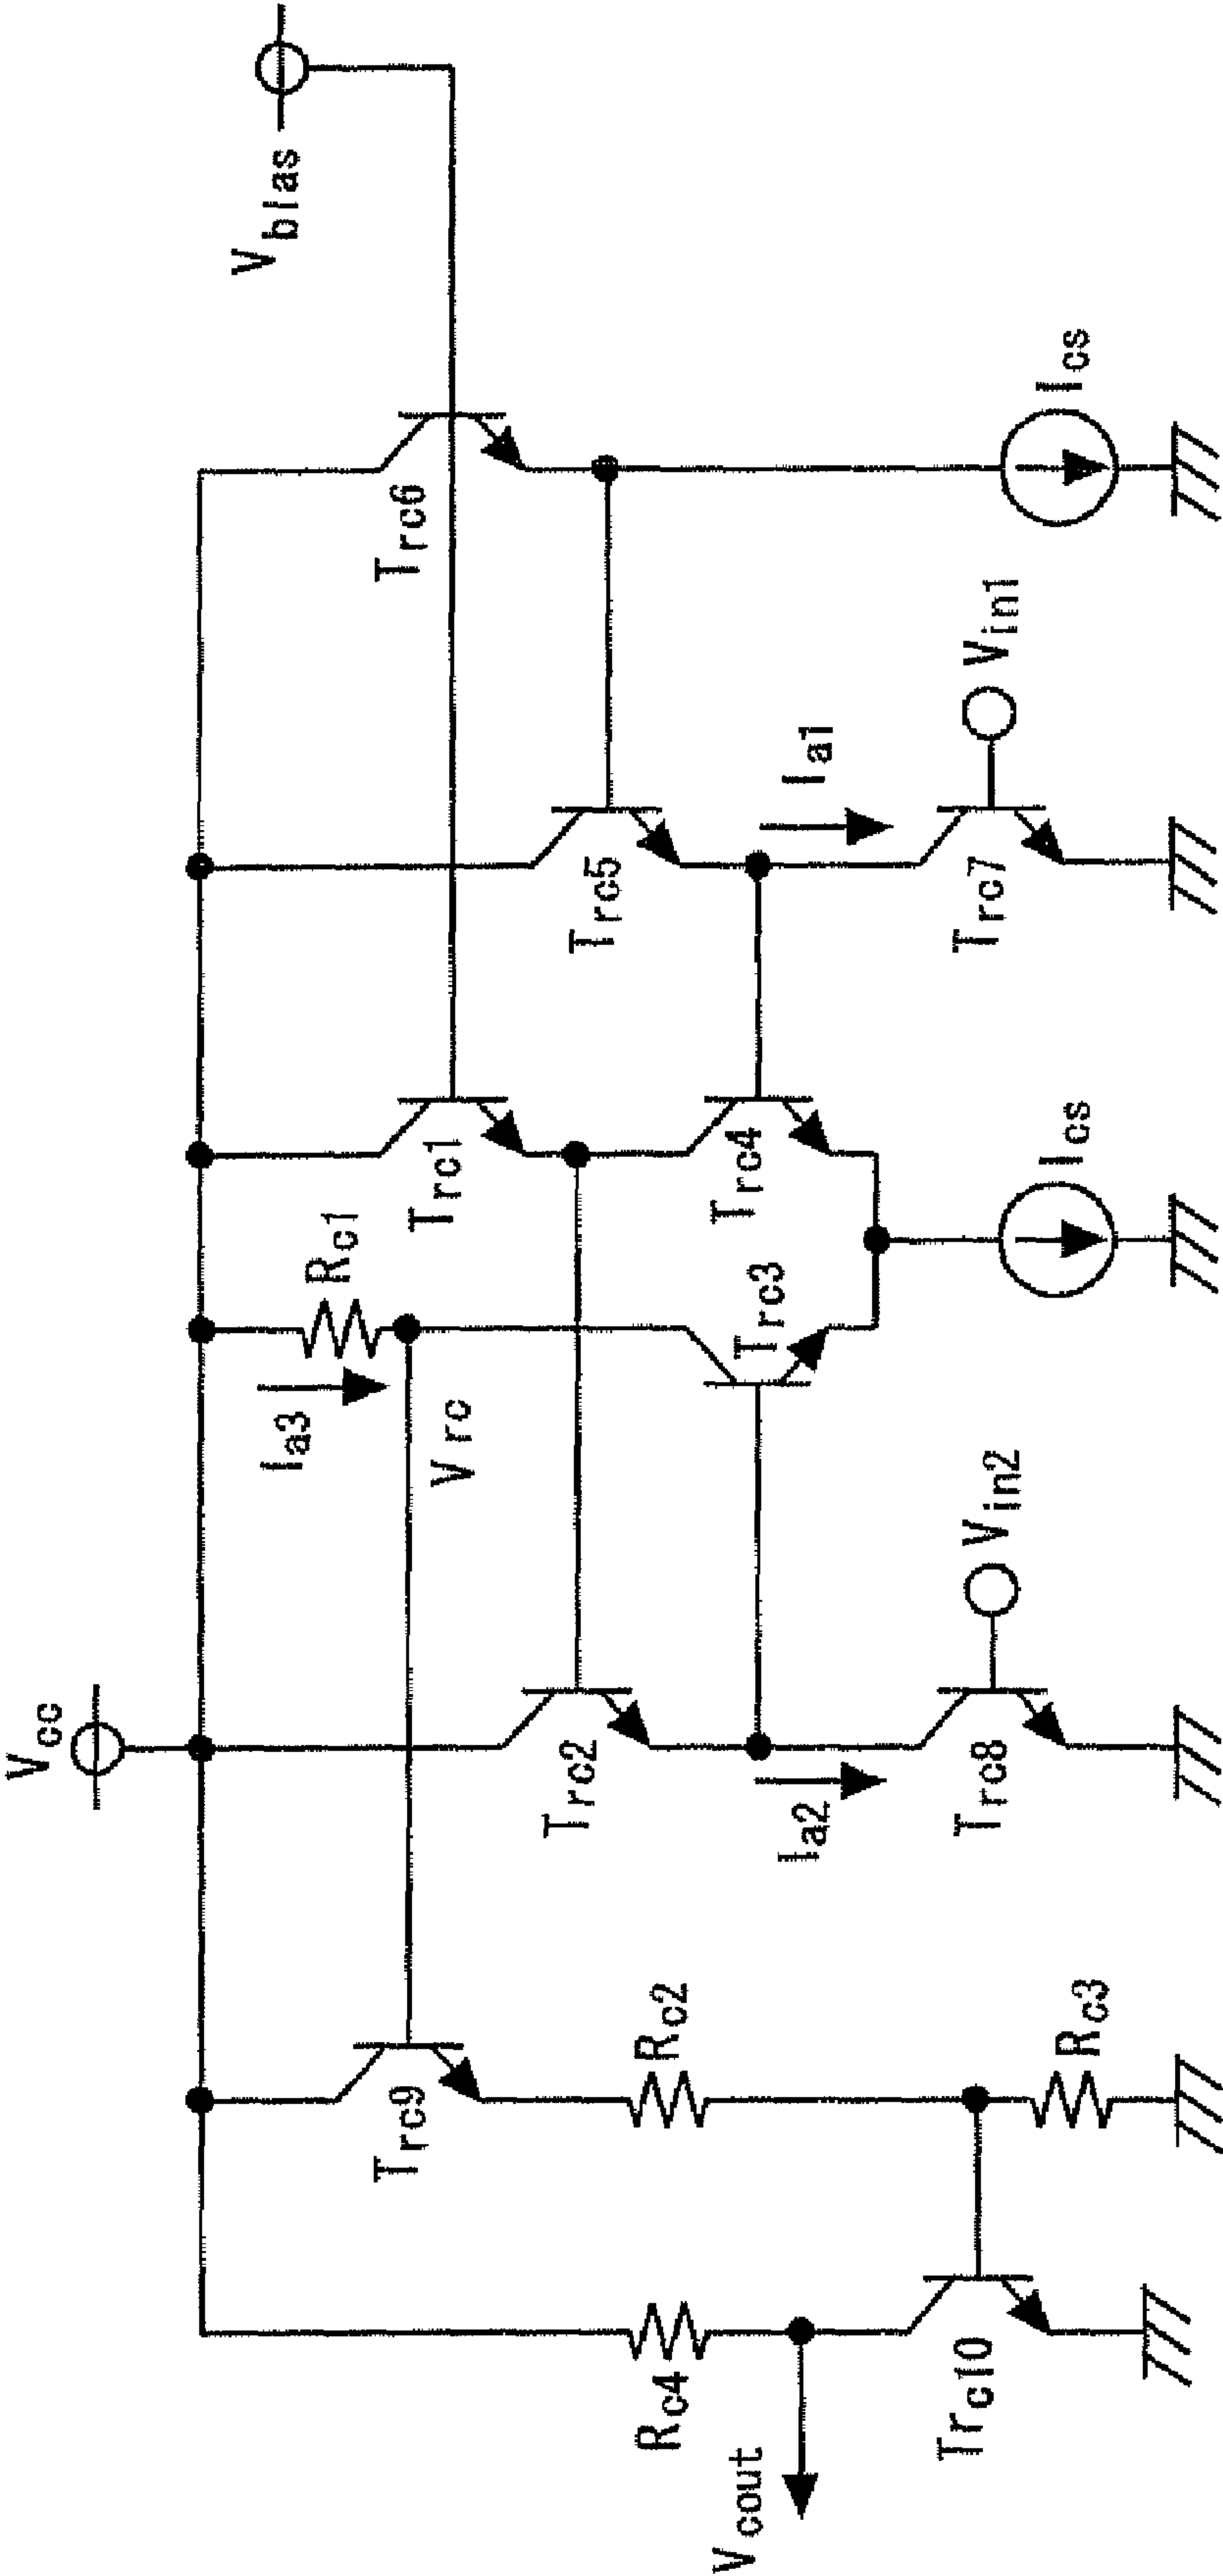 Vcc
Vbias
Ia3
Rc1
Vrc
Trc9
Trc1
Trc6
Rc4
Rc2
Trc2
Trc3
Trc4
Trc5
Ia2
Ia1
Vcout
Trc10
Rc3
Trc8
Vin2
Ics
Trc7
Vin1
Ics